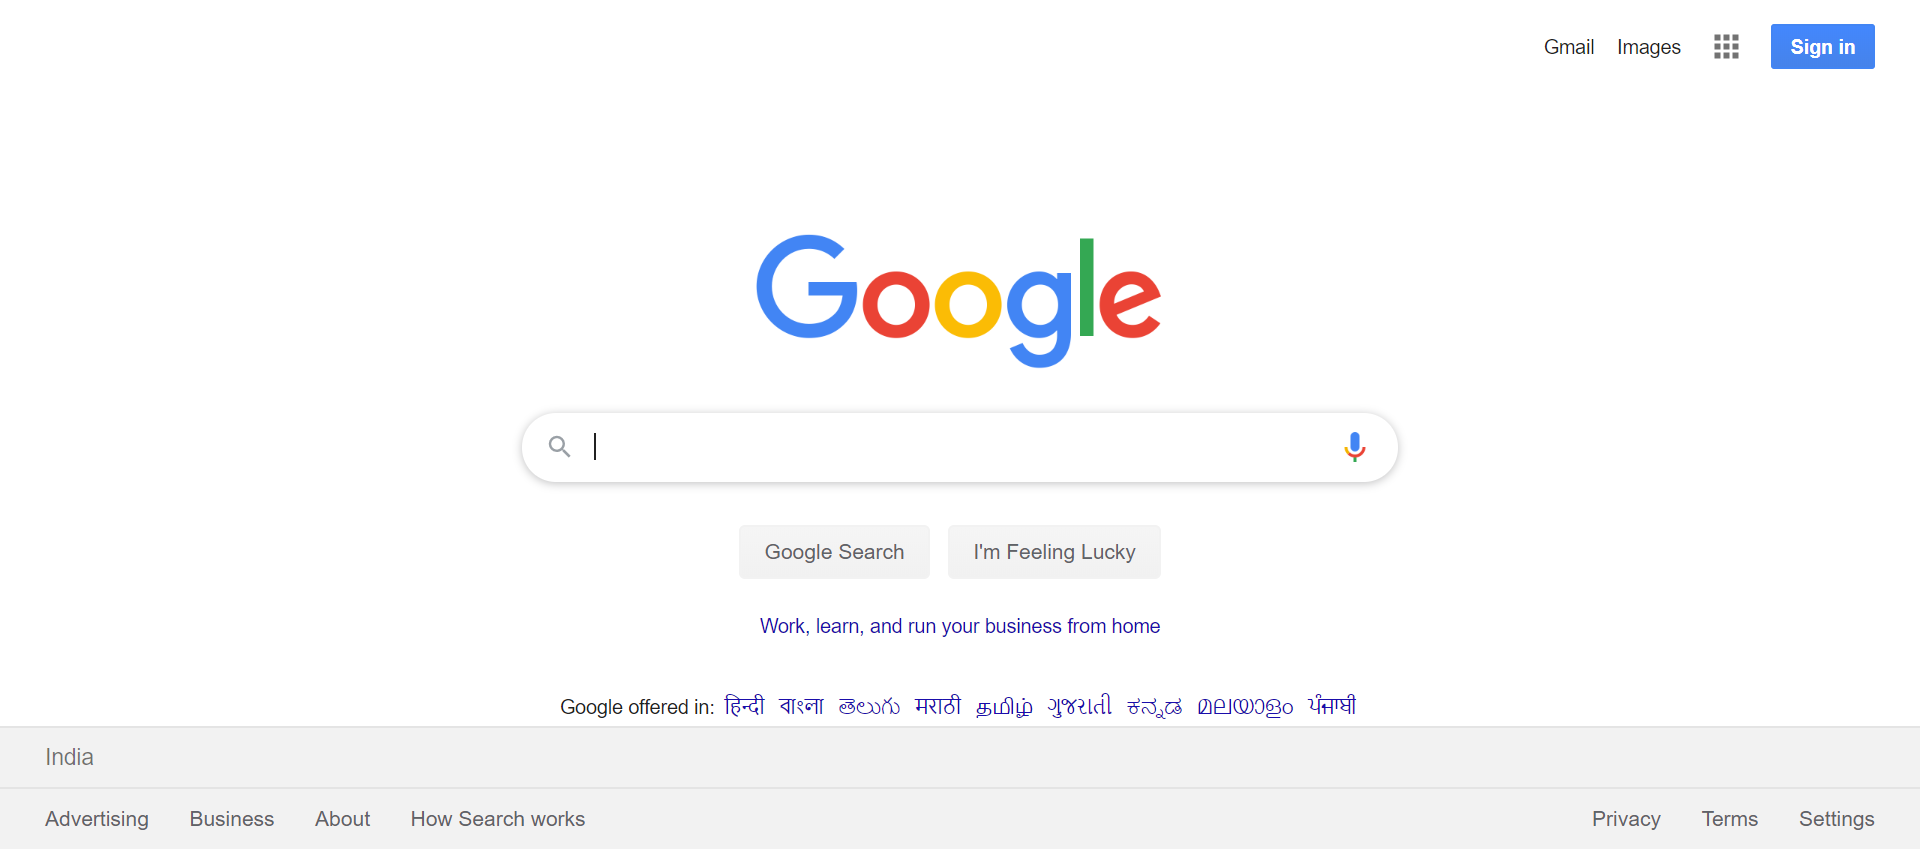 Gmail Images Sign in
Google
Google Search I'm Feeling Lucky
Work, learn, and run your business from home
Google offered in: हिन्दी বাংলা తెలుగు मराठी தமிழ் ગુજરાતી ಕನ್ನಡ മലയാളം ਪੰਜਾਬੀ
India
Advertising Business About How Search works Privacy Terms Settings